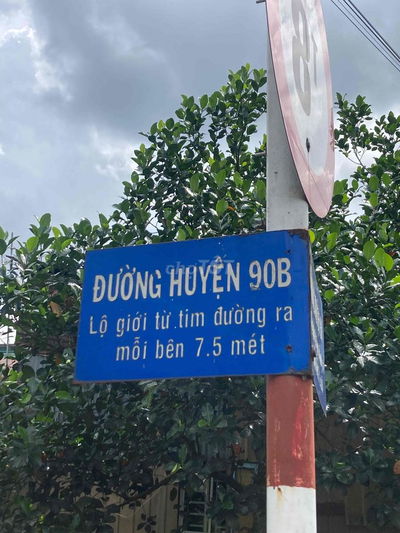 ĐƯỜNG HUYỆN 90B
Lộ giới từ tim đường ra
mỗi bên 7.5 mét